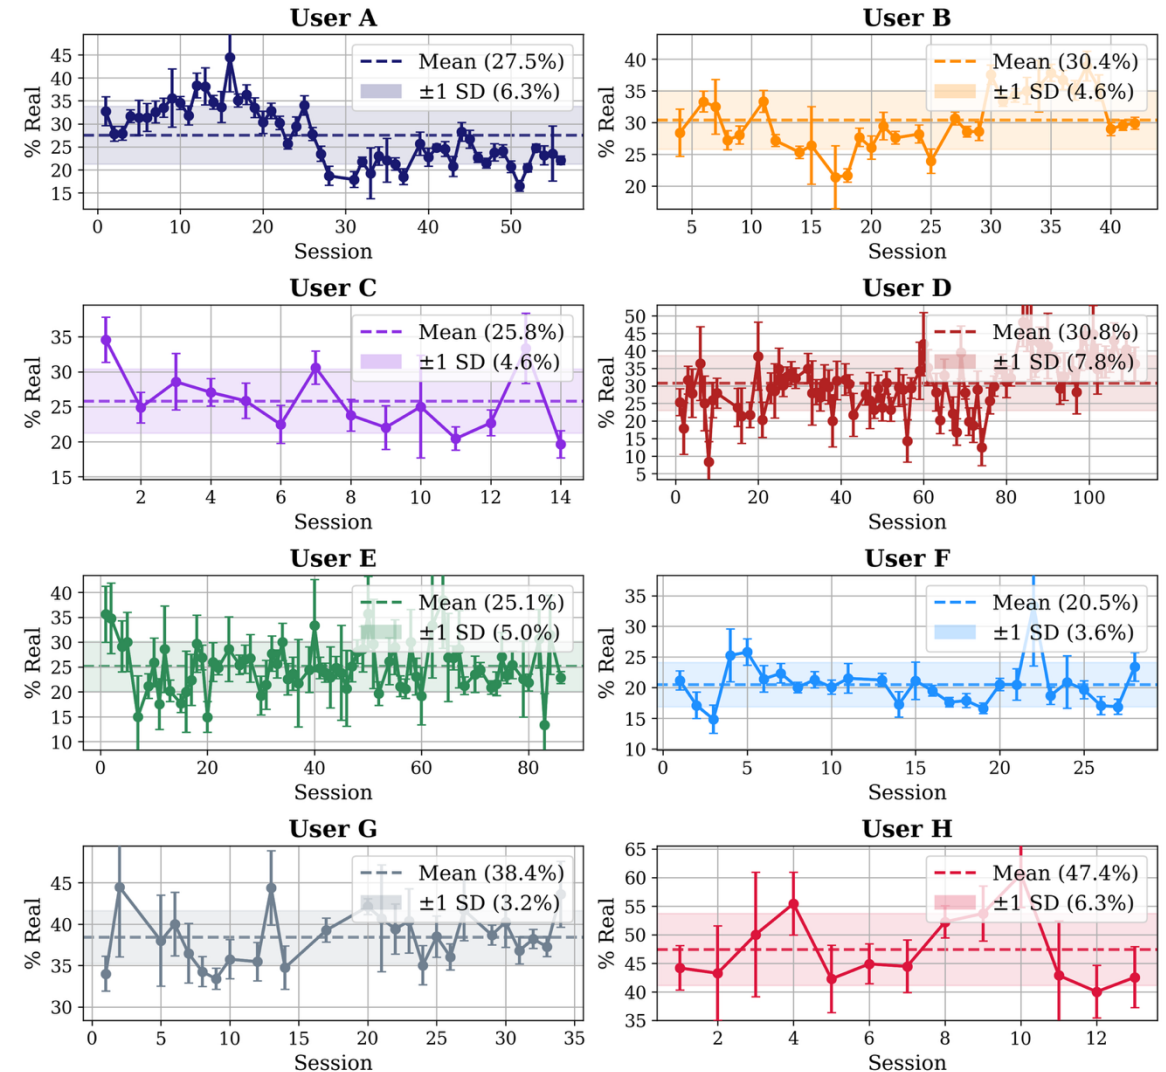 User A
% Real
45
40
35
30
25
20
15
Mean (27.5%)
±1 SD (6.3%)
0 10 20 30 40 50
Session
User B
% Real
40
35
30
25
20
Mean (30.4%)
±1 SD (4.6%)
5 10 15 20 25 30 35 40
Session
User C
% Real
35
30
25
20
15
Mean (25.8%)
±1 SD (4.6%)
2 4 6 8 10 12 14
Session
User D
% Real
50
45
40
35
30
25
20
15
10
5
Mean (30.8%)
±1 SD (7.8%)
0 20 40 60 80 100
Session
User E
% Real
40
35
30
25
20
15
10
Mean (25.1%)
±1 SD (5.0%)
0 20 40 60 80
Session
User F
% Real
35
30
25
20
15
10
Mean (20.5%)
±1 SD (3.6%)
0 5 10 15 20 25
Session
User G
% Real
45
40
35
30
Mean (38.4%)
±1 SD (3.2%)
0 5 10 15 20 25 30 35
Session
User H
% Real
65
60
55
50
45
40
35
Mean (47.4%)
±1 SD (6.3%)
2 4 6 8 10 12
Session